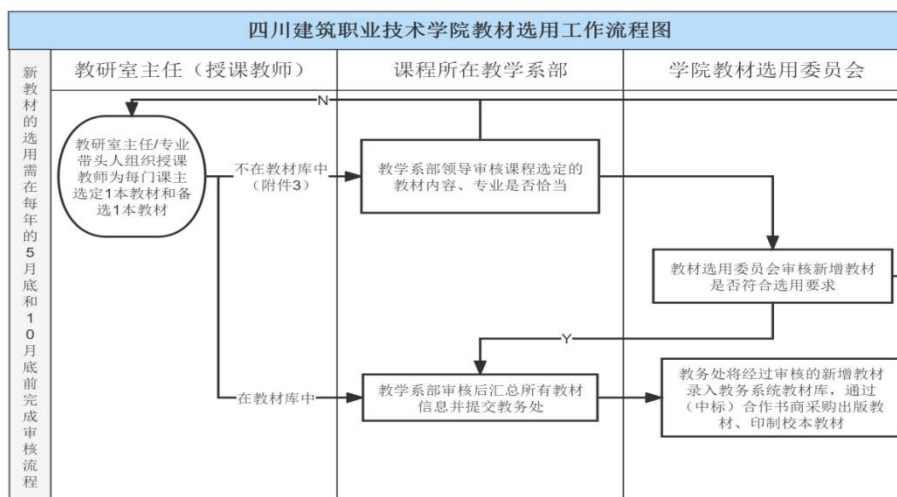 四川建筑职业技术学院教材选用工作流程图
新教材的选用需在每年的5月底和10月底前完成审核流程
教研室主任（授课教师）
课程所在教学系部
学院教材选用委员会
N
教研室主任/专业
带头人组织授课
教师为每门课主
选定1本教材和备
选1本教材
不在教材库中
（附件3）
教学系部领导审核课程选定的
教材内容、专业是否恰当
教材选用委员会审核新增教材
是否符合选用要求
Y
在教材库中
教学系部审核后汇总所有教材
信息并提交教务处
教务处将经过审核的新增教材
录入教务系统教材库，通过
（中标）合作书商采购出版教
材、印制校本教材